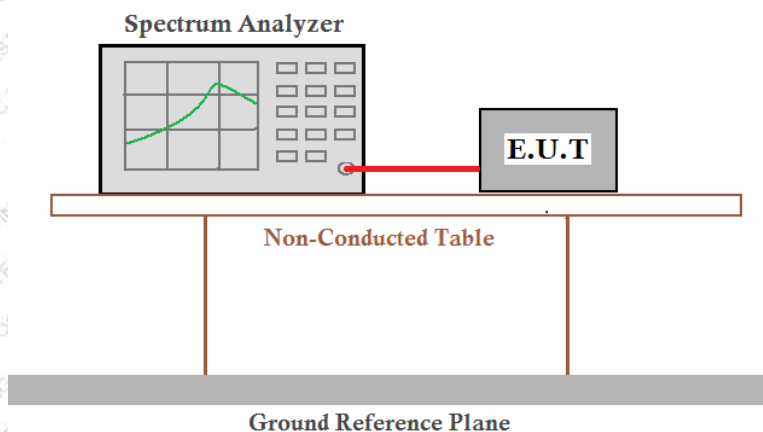 Spectrum Analyzer
E.U.T
Non-Conducted Table
Ground Reference Plane